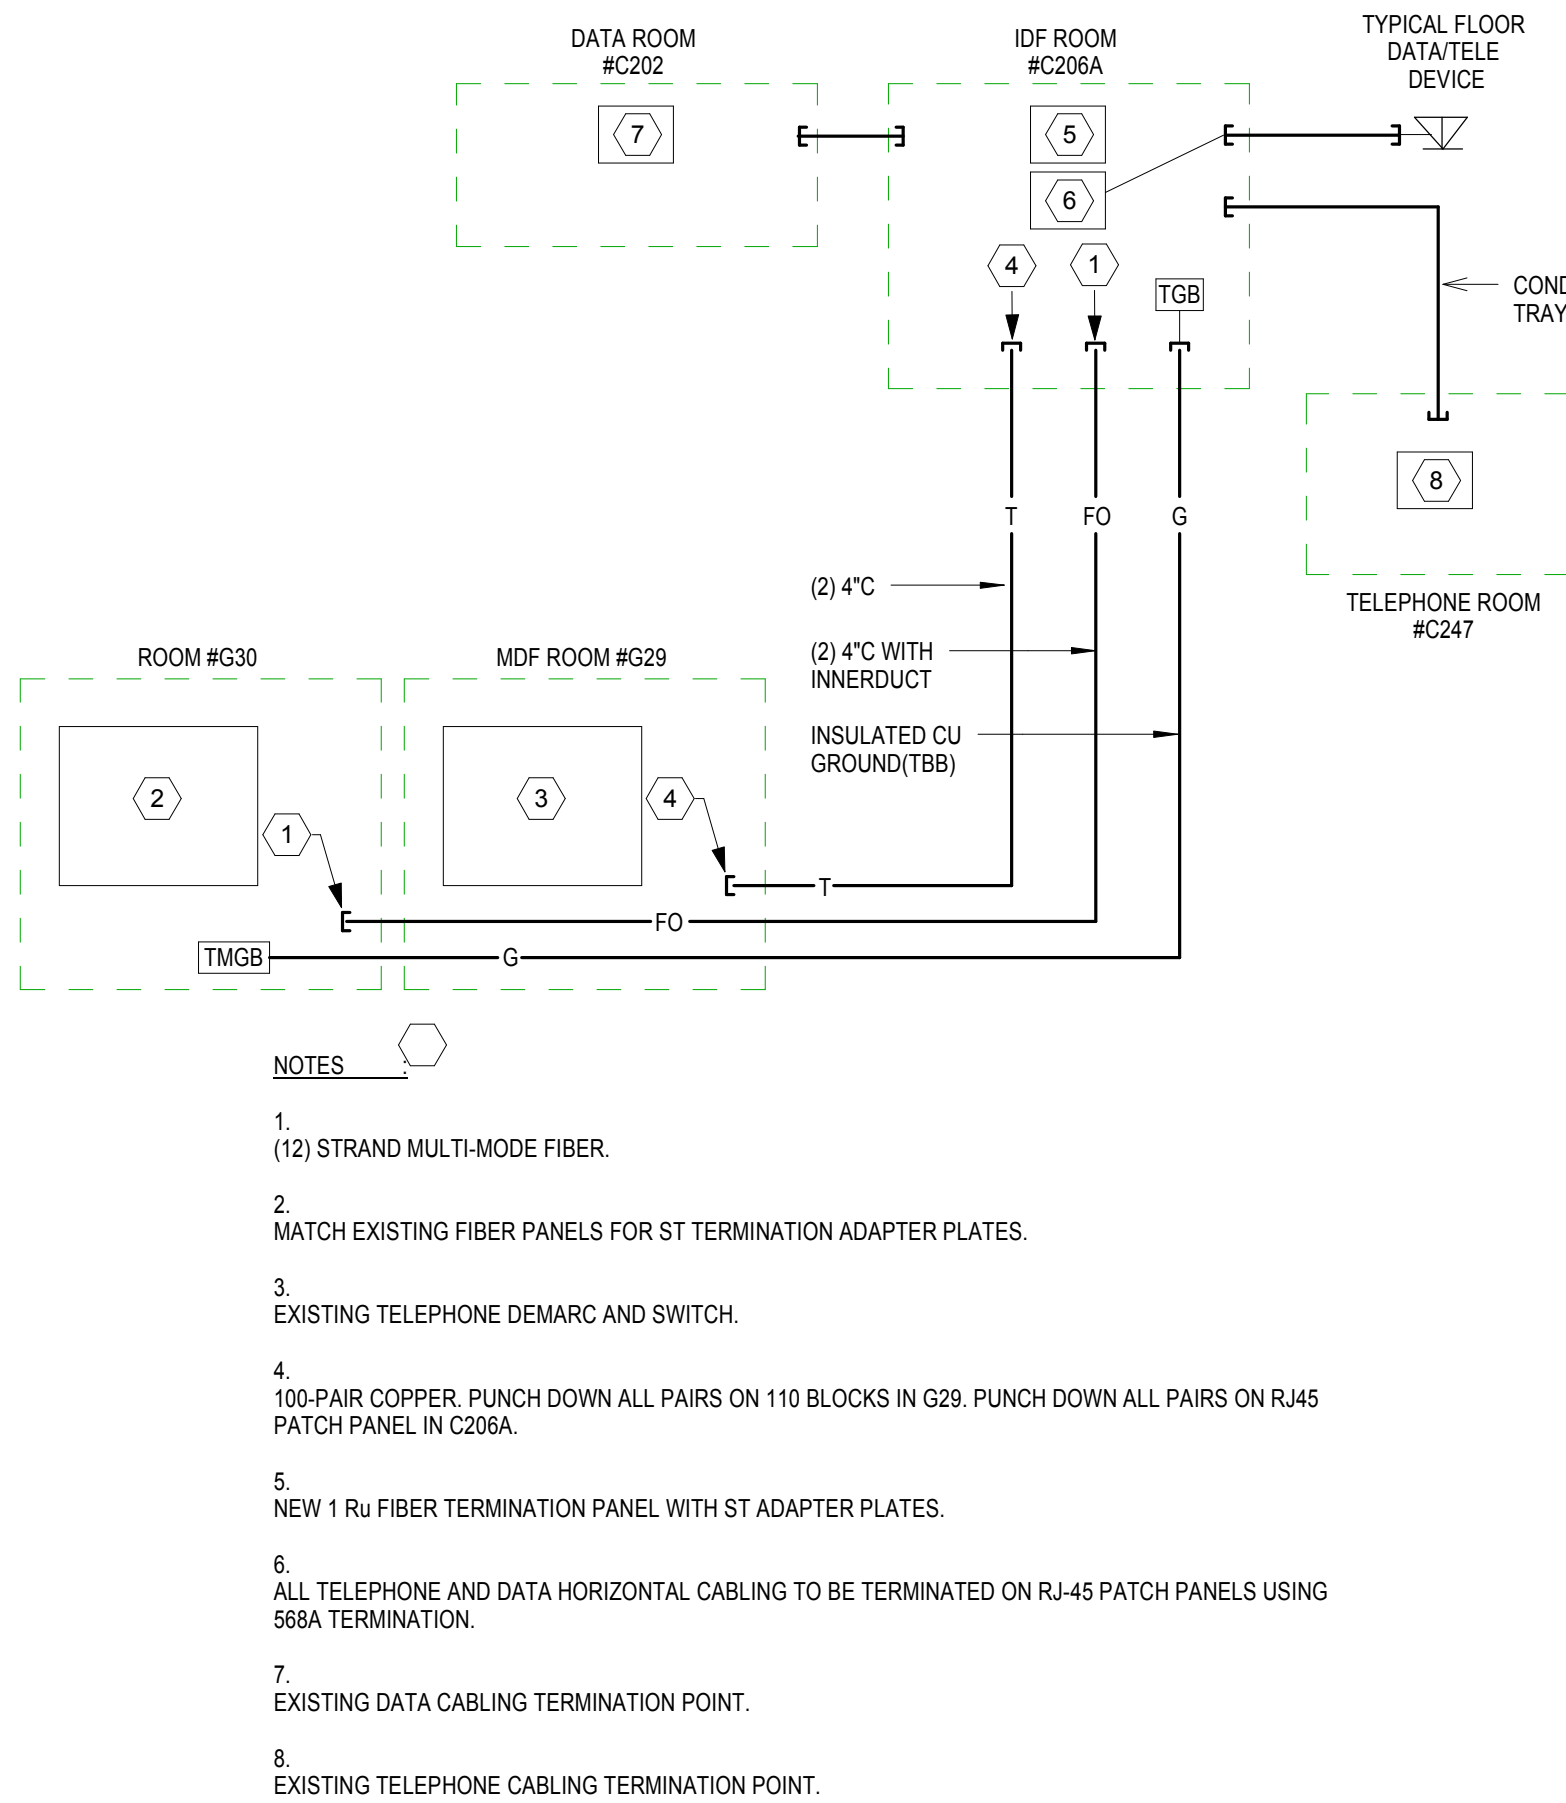 DATA ROOM
#C202
IDF ROOM
#C206A
TYPICAL FLOOR
DATA/TELE
DEVICE
7
5
6
4
1
TGB
TRAY
8
T
FO
G
TELEPHONE ROOM
#C247
(2) 4"C
(2) 4"C WITH
INNERDUCT
INSULATED CU
GROUND(TBB)
ROOM #G30
MDF ROOM #G29
2
1
3
4
T
FO
TMGB
G
NOTES :
1.
(12) STRAND MULTI-MODE FIBER.
2.
MATCH EXISTING FIBER PANELS FOR ST TERMINATION ADAPTER PLATES.
3.
EXISTING TELEPHONE DEMARC AND SWITCH.
4.
100-PAIR COPPER. PUNCH DOWN ALL PAIRS ON 110 BLOCKS IN G29. PUNCH DOWN ALL PAIRS ON RJ45
PATCH PANEL IN C206A.
5.
NEW 1 Ru FIBER TERMINATION PANEL WITH ST ADAPTER PLATES.
6.
ALL TELEPHONE AND DATA HORIZONTAL CABLING TO BE TERMINATED ON RJ-45 PATCH PANELS USING
568A TERMINATION.
7.
EXISTING DATA CABLING TERMINATION POINT.
8.
EXISTING TELEPHONE CABLING TERMINATION POINT.